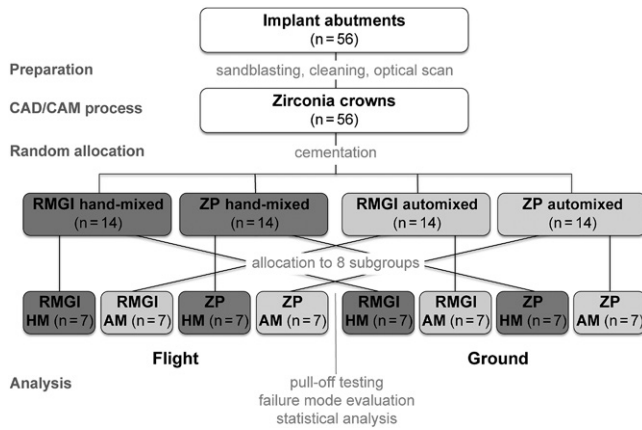 Implant abutments
(n = 56)
Preparation
sandblasting, cleaning, optical scan
CAD/CAM process
Zirconia crowns
(n = 56)
Random allocation
cementation
RMGI hand-mixed
(n = 14)
ZP hand-mixed
(n = 14)
RMGI automixed
(n = 14)
ZP automixed
(n = 14)
allocation to 8 subgroups
RMGI
HM (n = 7)
RMGI
AM (n = 7)
ZP
HM (n = 7)
ZP
AM (n = 7)
RMGI
HM (n = 7)
RMGI
AM (n = 7)
ZP
HM (n = 7)
ZP
AM (n = 7)
Flight
Ground
Analysis
pull-off testing
failure mode evaluation
statistical analysis